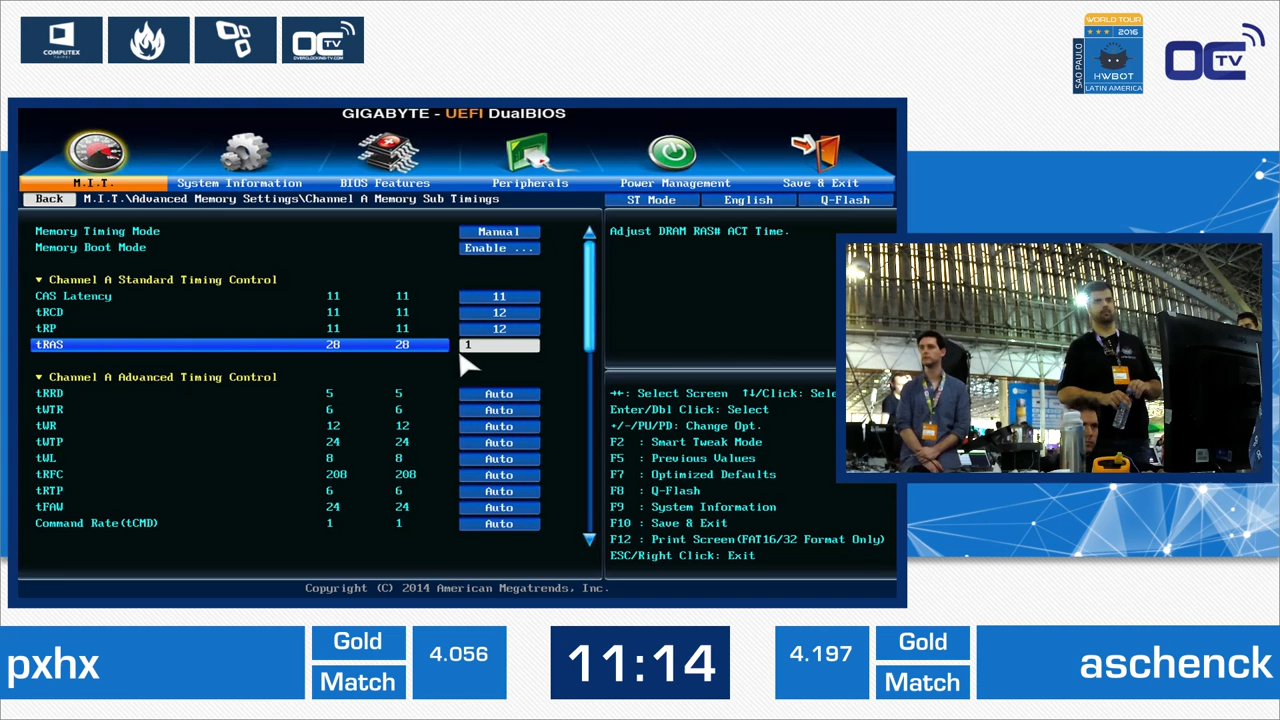 COMPUTEX
OC TV
OVERCLOCKING-TV.COM
WORLD TOUR
2016
SAO PAULO
HWBOT
LATIN AMERICA
OC TV
GIGABYTE - UEFI DualBIOS
M.I.T.
System Information
BIOS Features
Peripherals
Power Management
Save & Exit
Back
M.I.T.\Advanced Memory Settings\Channel A Memory Sub Timings
ST Mode
English
Q-Flash
Memory Timing Mode Manual
Memory Boot Mode Enable ...
▼ Channel A Standard Timing Control
CAS Latency 11 11 11
tRCD 11 11 12
tRP 11 11 12
tRAS 28 28 1
▼ Channel A Advanced Timing Control
tRRD 5 5 Auto
tWTR 6 6 Auto
tWR 12 12 Auto
tWTP 24 24 Auto
tWL 8 8 Auto
tRFC 208 208 Auto
tRTP 6 6 Auto
tFAW 24 24 Auto
Command Rate(tCMD) 1 1 Auto
Adjust DRAM RAS# ACT Time.
→←: Select Screen ↑↓/Click: Sele
Enter/Dbl Click: Select
+/-/PU/PD: Change Opt.
F2 : Smart Tweak Mode
F5 : Previous Values
F7 : Optimized Defaults
F8 : Q-Flash
F9 : System Information
F10 : Save & Exit
F12 : Print Screen(FAT16/32 Format Only)
ESC/Right Click: Exit
Copyright (C) 2014 American Megatrends, Inc.
pxhx
Gold
Match
4.056
11:14
4.197
Gold
Match
aschenck